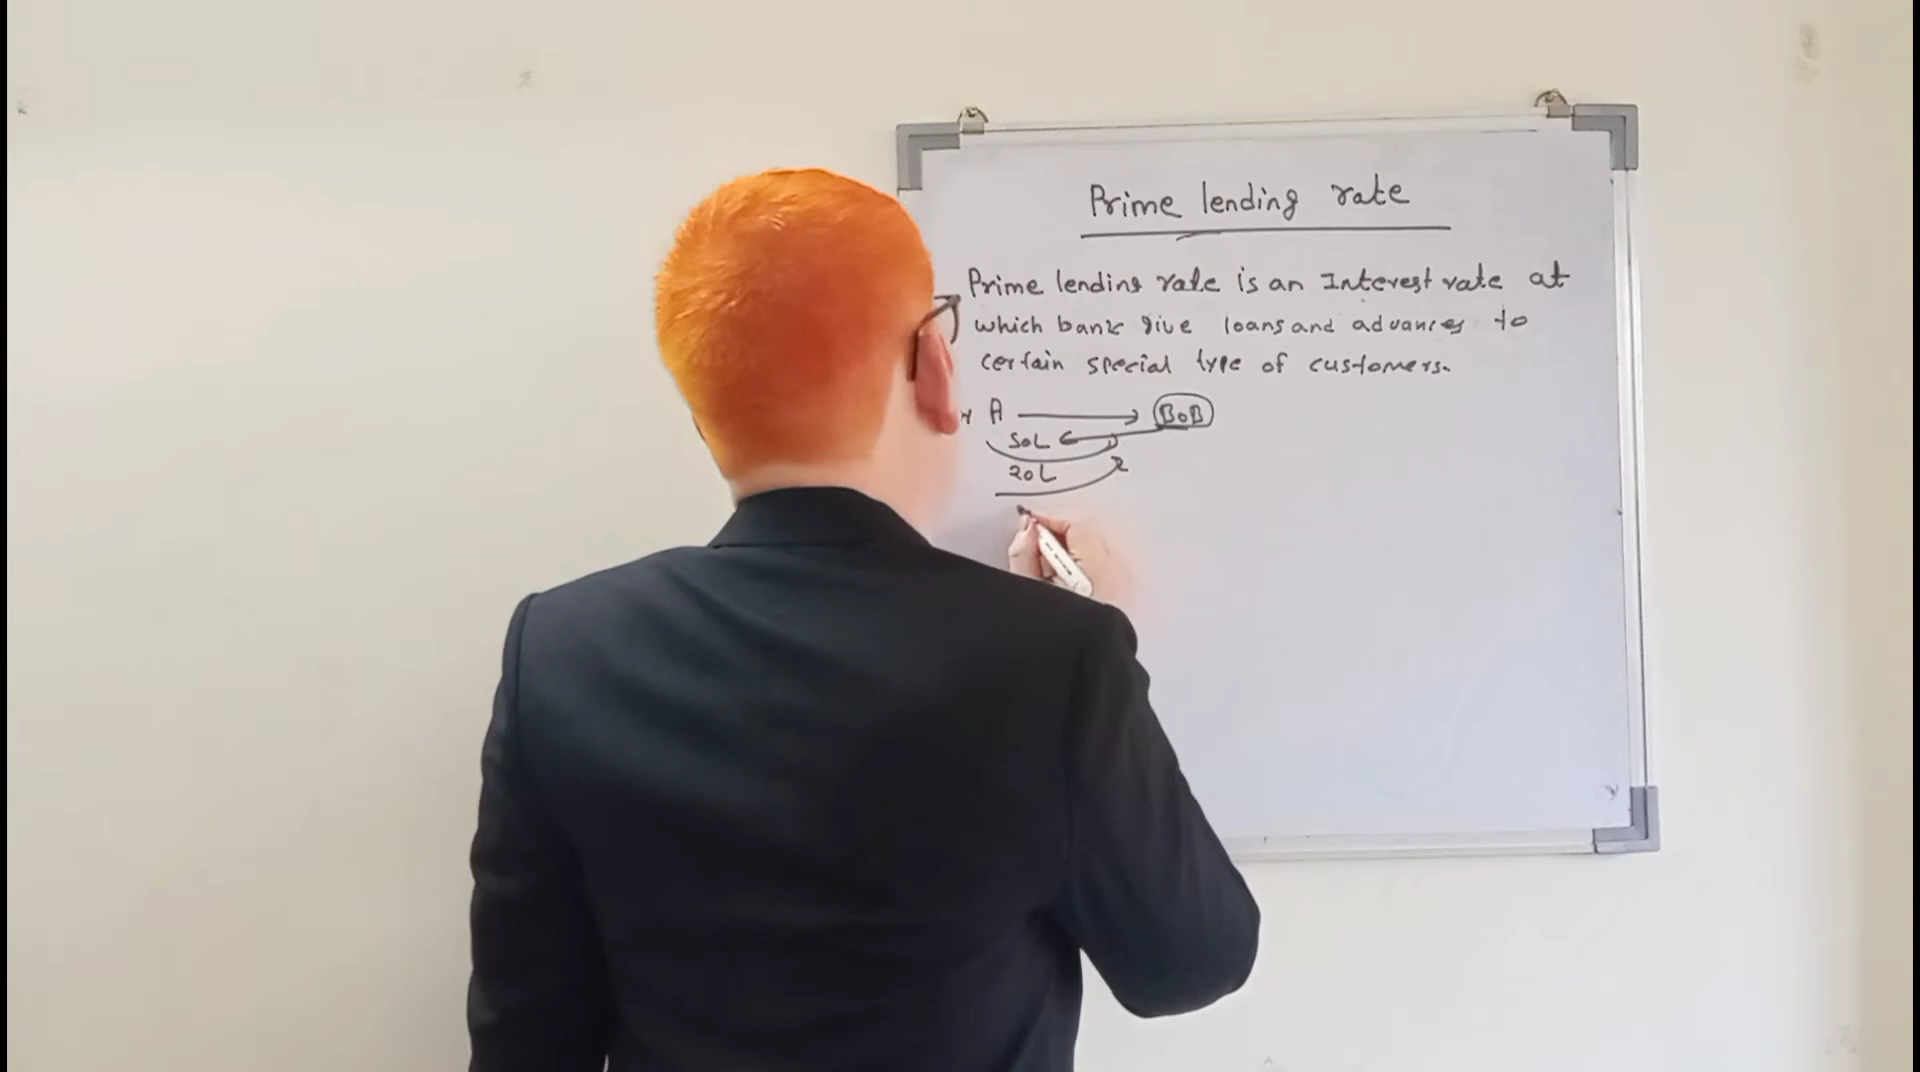 Prime lending rate
Prime lending rate is an Interest rate at
which bank give loans and advances to
certain special type of customers.
A BOB
50L
20L